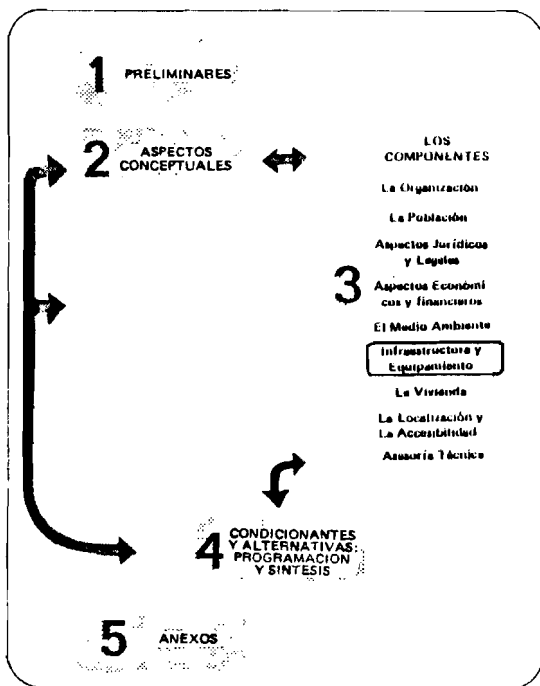 1 PRELIMINARES
2 ASPECTOS
CONCEPTUALES
LOS
COMPONENTES
La Organización
La Población
Aspectos Jurídicos
y Legales
3 Aspectos Económi
cos y financieros
El Medio Ambiente
Infraestructura y
Equipamiento
La Vivienda
La Localización y
La Accesibilidad
Asesoría Técnica
4 CONDICIONANTES
Y ALTERNATIVAS:
PROGRAMACION
Y SINTESIS
5 ANEXOS